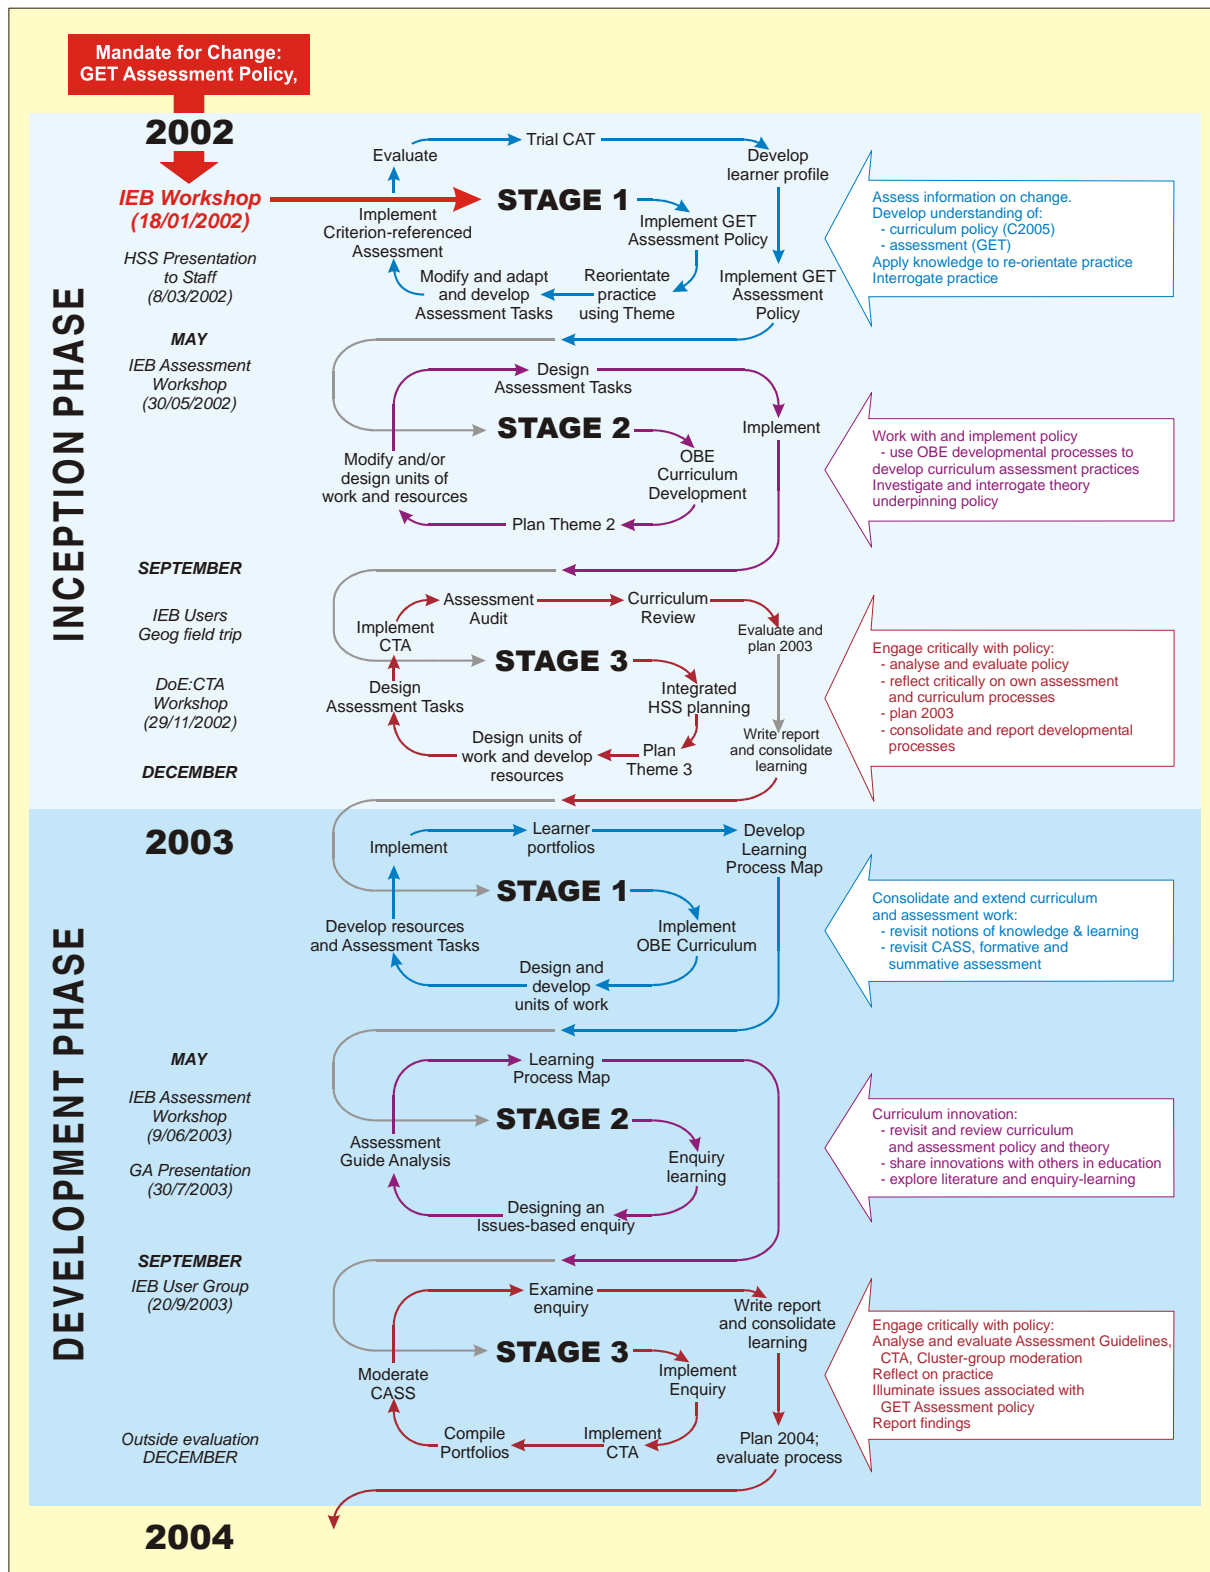 Mandate for Change:
GET Assessment Policy,
INCEPTION PHASE
2002
IEB Workshop
(18/01/2002)
HSS Presentation
to Staff
(8/03/2002)
MAY
IEB Assessment
Workshop
(30/05/2002)
SEPTEMBER
IEB Users
Geog field trip
DoE:CTA
Workshop
(29/11/2002)
DECEMBER
STAGE 1
Implement GET
Assessment Policy
Reorientate
practice
using Theme
Modify and adapt
and develop
Assessment Tasks
Implement
Criterion-referenced
Assessment
Evaluate
Trial CAT
Develop
learner profile
Implement GET
Assessment
Policy
Assess information on change.
Develop understanding of:
- curriculum policy (C2005)
- assessment (GET)
Apply knowledge to re-orientate practice
Interrogate practice
STAGE 2
OBE
Curriculum
Development
Plan Theme 2
Modify and/or
design units of
work and resources
Design
Assessment Tasks
Implement
Work with and implement policy
- use OBE developmental processes to
develop curriculum assessment practices
Investigate and interrogate theory
underpinning policy
STAGE 3
Integrated
HSS planning
Plan
Theme 3
Design units of
work and develop
resources
Design
Assessment Tasks
Implement
CTA
Assessment
Audit
Curriculum
Review
Evaluate and
plan 2003
Write report
and consolidate
learning
Engage critically with policy:
- analyse and evaluate policy
- reflect critically on own assessment
and curriculum processes
- plan 2003
- consolidate and report developmental
processes
DEVELOPMENT PHASE
2003
MAY
IEB Assessment
Workshop
(9/06/2003)
GA Presentation
(30/7/2003)
SEPTEMBER
IEB User Group
(20/9/2003)
Outside evaluation
DECEMBER
STAGE 1
Implement
OBE Curriculum
Design and
develop
units of work
Develop resources
and Assessment Tasks
Implement
Learner
portfolios
Develop
Learning
Process Map
Consolidate and extend curriculum
and assessment work:
- revisit notions of knowledge & learning
- revisit CASS, formative and
summative assessment
STAGE 2
Enquiry
learning
Designing an
Issues-based enquiry
Assessment
Guide Analysis
Learning
Process Map
Curriculum innovation:
- revisit and review curriculum
and assessment policy and theory
- share innovations with others in education
- explore literature and enquiry-learning
STAGE 3
Implement
Enquiry
Implement
CTA
Compile
Portfolios
Moderate
CASS
Examine
enquiry
Write report
and consolidate
learning
Plan 2004;
evaluate process
Engage critically with policy:
Analyse and evaluate Assessment Guidelines,
CTA, Cluster-group moderation
Reflect on practice
Illuminate issues associated with
GET Assessment policy
Report findings
2004